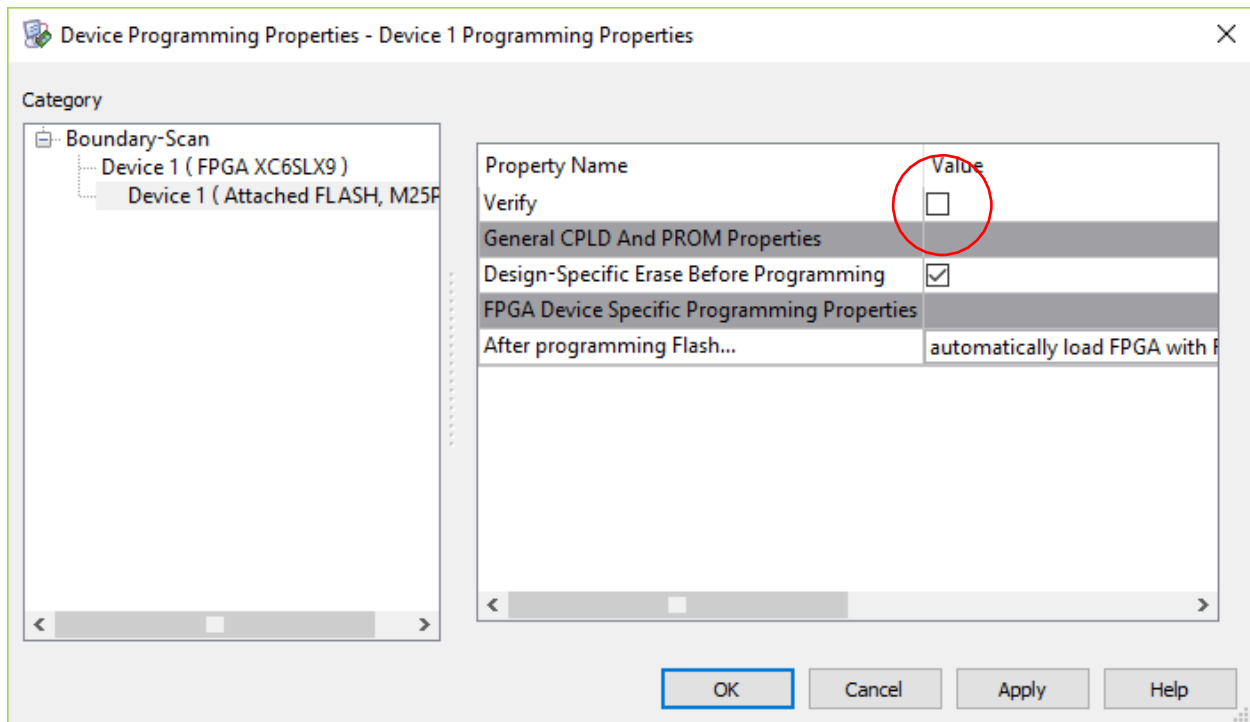 Device Programming Properties - Device 1 Programming Properties
Category
Boundary-Scan
Device 1 ( FPGA XC6SLX9 )
Device 1 ( Attached FLASH, M25P
Property Name Value
Verify
General CPLD And PROM Properties
Design-Specific Erase Before Programming
FPGA Device Specific Programming Properties
After programming Flash... automatically load FPGA with F
OK Cancel Apply Help